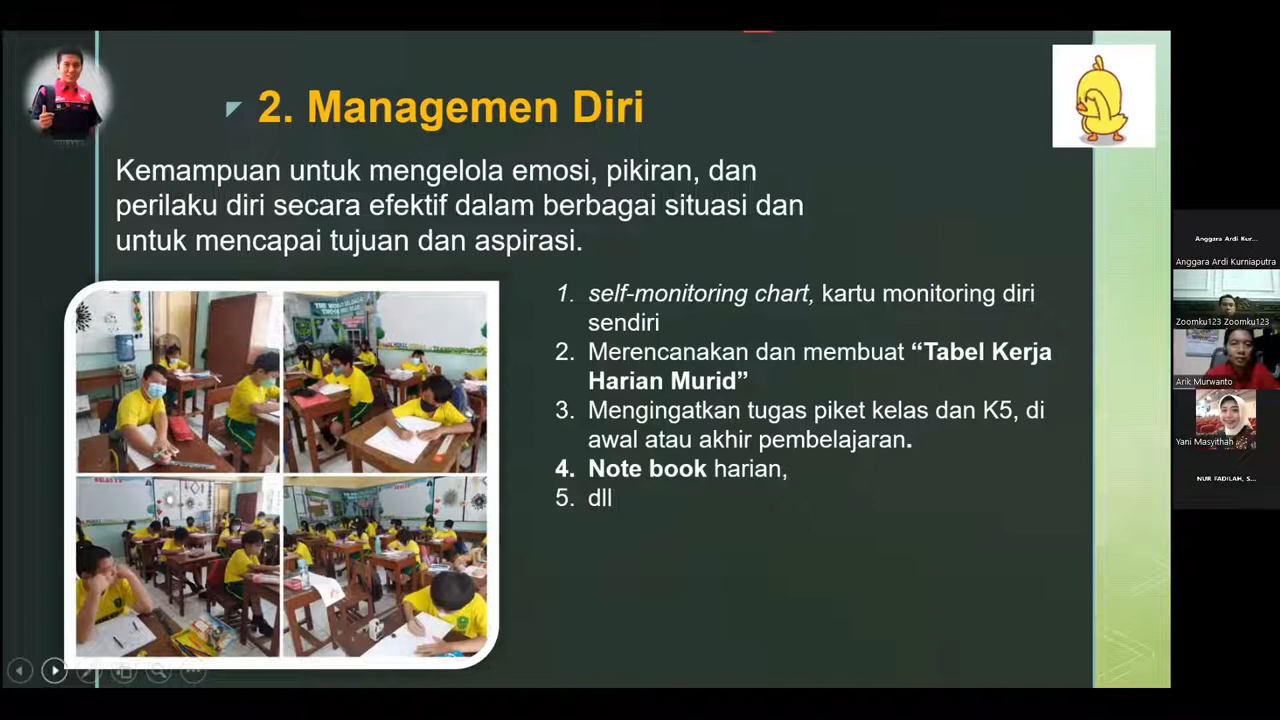 2. Managemen Diri
Kemampuan untuk mengelola emosi, pikiran, dan
perilaku diri secara efektif dalam berbagai situasi dan
untuk mencapai tujuan dan aspirasi.
1. self-monitoring chart, kartu monitoring diri
sendiri
2. Merencanakan dan membuat “Tabel Kerja
Harian Murid”
3. Mengingatkan tugas piket kelas dan K5, di
awal atau akhir pembelajaran.
4. Note book harian,
5. dll
Anggara Ardi Kur...
Anggara Ardi Kurniaputra
Zoomku123 Zoomku123
Arik Murwanto
Yani Masyithah
NUR FADILAH, S...